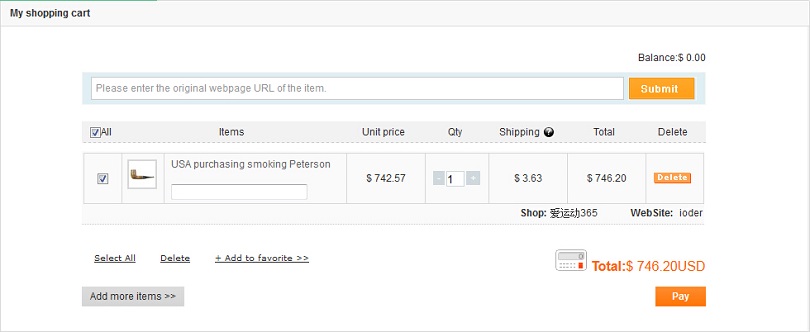 My shopping cart
Balance:$ 0.00
Please enter the original webpage URL of the item. Submit
All Items Unit price Qty Shipping ? Total Delete
USA purchasing smoking Peterson
$ 742.57 - 1 + $ 3.63 $ 746.20 Delete
Shop: 爱运动365 WebSite: ioder
Select All Delete + Add to favorite >> Total:$ 746.20USD
Add more items >> Pay